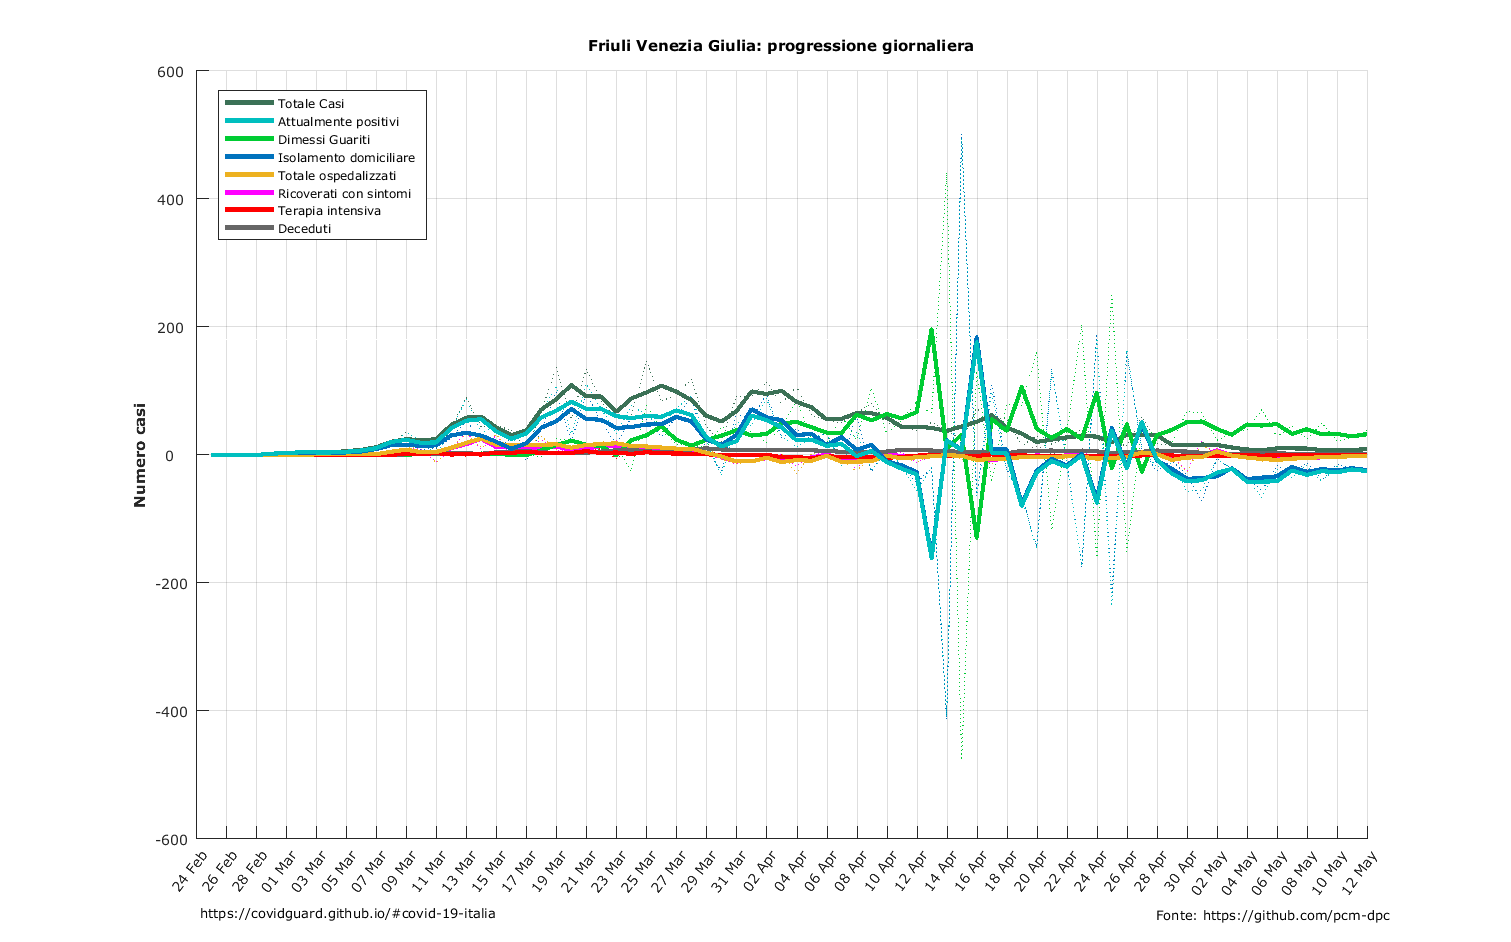 Friuli Venezia Giulia: progressione giornaliera
600
400
200
0
-200
-400
-600
Numero casi
Totale Casi
Attualmente positivi
Dimessi Guariti
Isolamento domiciliare
Totale ospedalizzati
Ricoverati con sintomi
Terapia intensiva
Deceduti
24 Feb
26 Feb
28 Feb
01 Mar
03 Mar
05 Mar
07 Mar
09 Mar
11 Mar
13 Mar
15 Mar
17 Mar
19 Mar
21 Mar
23 Mar
25 Mar
27 Mar
29 Mar
31 Mar
02 Apr
04 Apr
06 Apr
08 Apr
10 Apr
12 Apr
14 Apr
16 Apr
18 Apr
20 Apr
22 Apr
24 Apr
26 Apr
28 Apr
30 Apr
02 May
04 May
06 May
08 May
10 May
12 May
https://covidguard.github.io/#covid-19-italia
Fonte: https://github.com/pcm-dpc